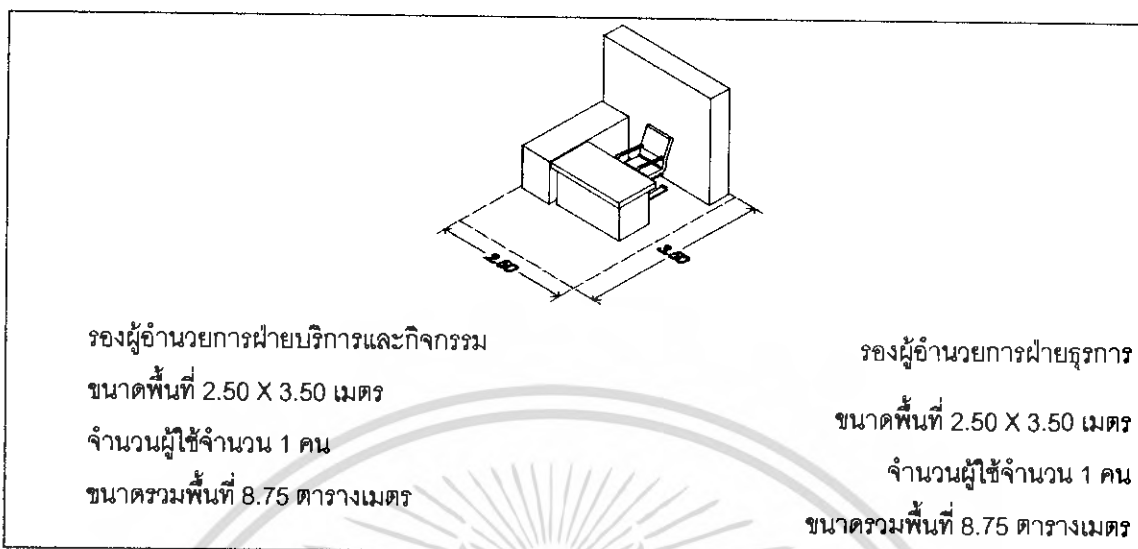 2.50
3.50
รองผู้อำนวยการฝ่ายบริการและกิจกรรม
ขนาดพื้นที่ 2.50 X 3.50 เมตร
จำนวนผู้ใช้จำนวน 1 คน
ขนาดรวมพื้นที่ 8.75 ตารางเมตร
รองผู้อำนวยการฝ่ายธุรการ
ขนาดพื้นที่ 2.50 X 3.50 เมตร
จำนวนผู้ใช้จำนวน 1 คน
ขนาดรวมพื้นที่ 8.75 ตารางเมตร